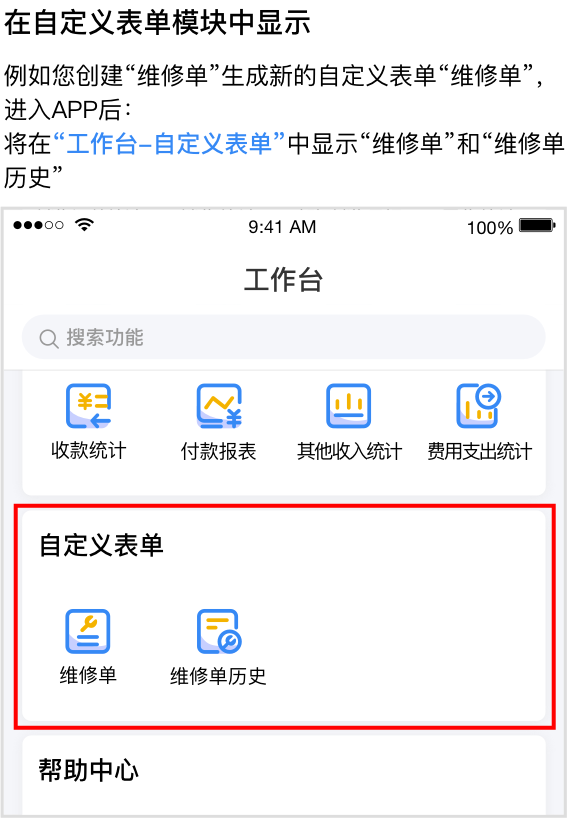 在自定义表单模块中显示
例如您创建“维修单”生成新的自定义表单“维修单”，
进入APP后：
将在“工作台–自定义表单”中显示“维修单”和“维修单
历史”
9:41 AM
100%
工作台
搜索功能
收款统计 付款报表 其他收入统计 费用支出统计
自定义表单
维修单 维修单历史
帮助中心